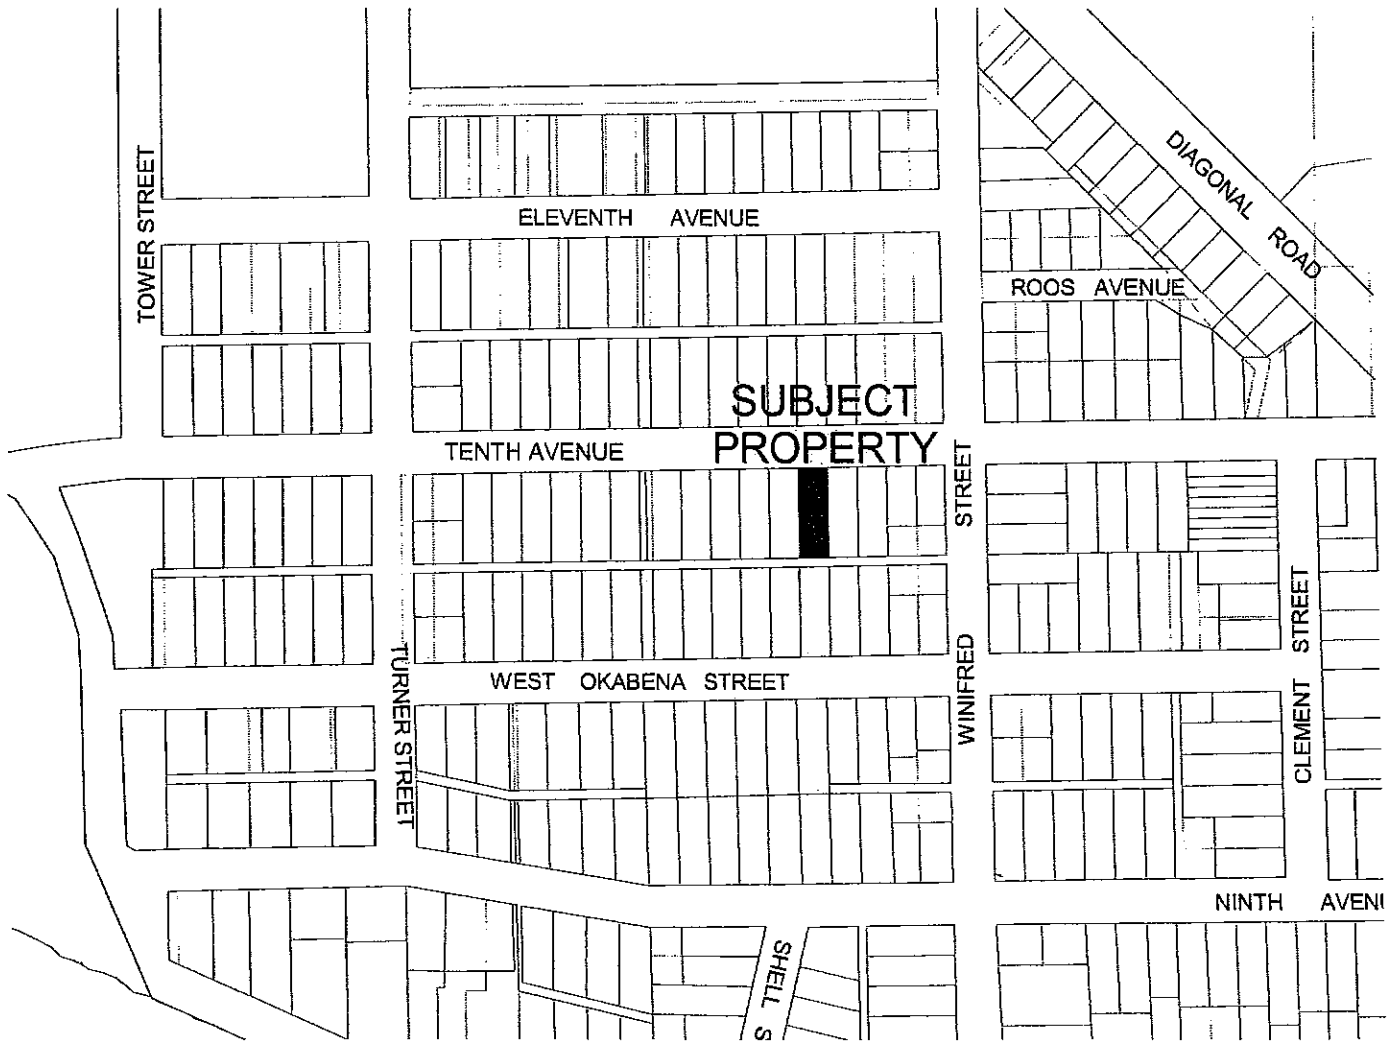 TOWER STREET
ELEVENTH AVENUE
DIAGONAL ROAD
ROOS AVENUE
SUBJECT
PROPERTY
TENTH AVENUE
WINIFRED STREET
TURNER STREET
WEST OKABENA STREET
CLEMENT STREET
NINTH AVENU
SHELL S